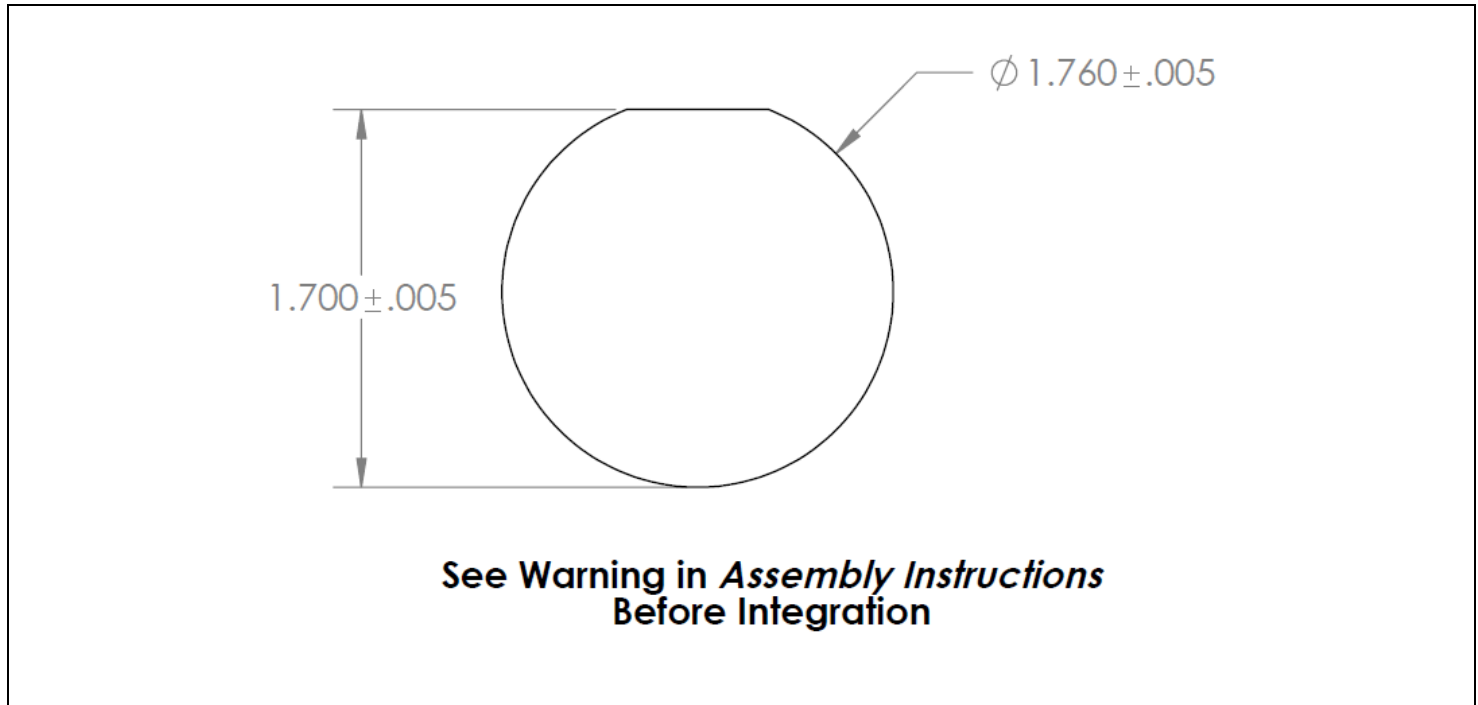 ⌀ 1.760±.005
1.700±.005
See Warning in Assembly Instructions
Before Integration